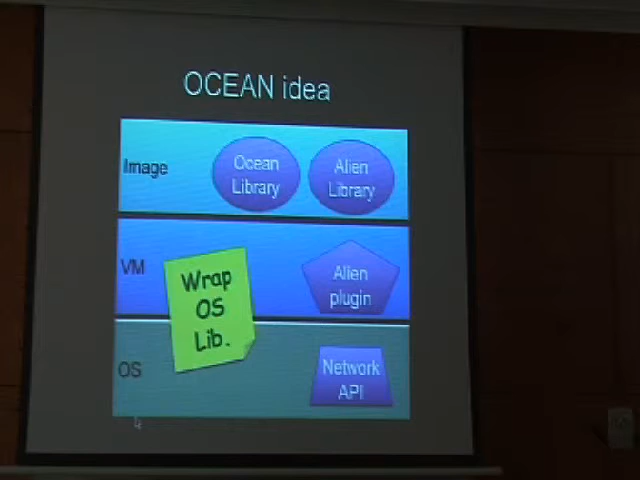 OCEAN idea
Image
Ocean
Library
Alien
Library
VM
Wrap
OS
Lib.
Alien
plugin
OS
Network
API